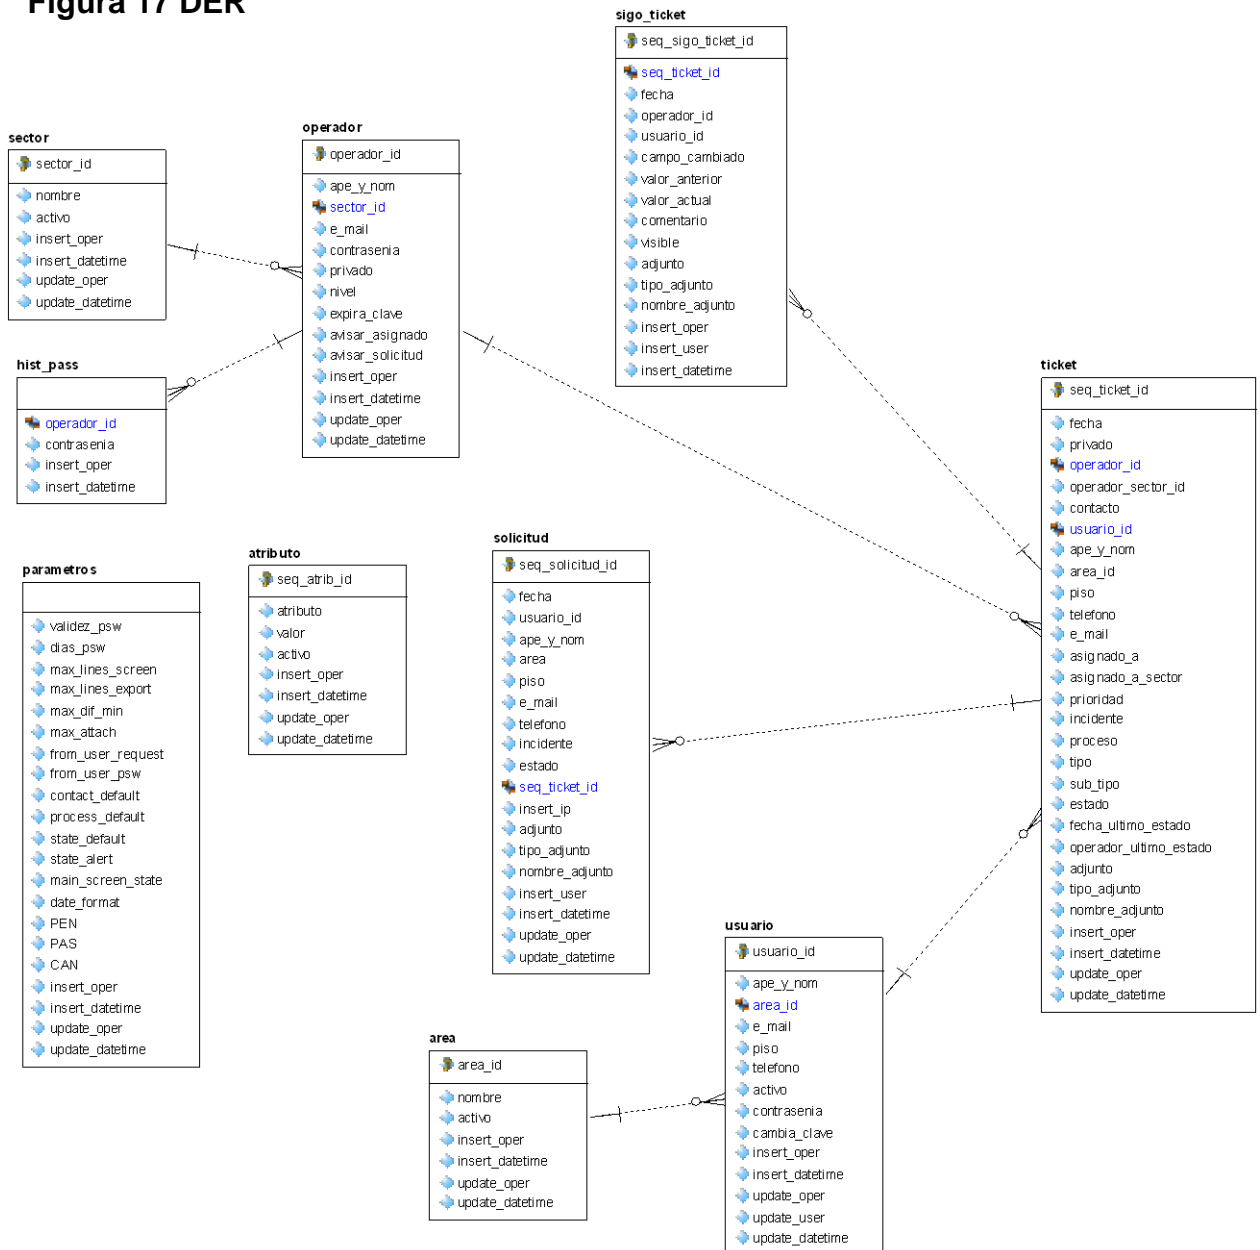 Figura 17 DER
sigo_ticket
seq_sigo_ticket_id
seq_ticket_id
fecha
operador_id
usuario_id
campo_cambiado
valor_anterior
valor_actual
comentario
visible
adjunto
tipo_adjunto
nombre_adjunto
insert_oper
insert_user
insert_datetime
sector
sector_id
nombre
activo
insert_oper
insert_datetime
update_oper
update_datetime
operador
operador_id
ape_y_nom
sector_id
e_mail
contrasenia
privado
nivel
expira_clave
avisar_asignado
avisar_solicitud
insert_oper
insert_datetime
update_oper
update_datetime
hist_pass
operador_id
contrasenia
insert_oper
insert_datetime
ticket
seq_ticket_id
fecha
privado
operador_id
operador_sector_id
contacto
usuario_id
ape_y_nom
area_id
piso
telefono
e_mail
asignado_a
asignado_a_sector
prioridad
incidente
proceso
tipo
sub_tipo
estado
fecha_ultimo_estado
operador_ultimo_estado
adjunto
tipo_adjunto
nombre_adjunto
insert_oper
insert_datetime
update_oper
update_datetime
parametros
validez_psw
dias_psw
max_lines_screen
max_lines_export
max_dif_min
max_attach
from_user_request
from_user_psw
contact_default
process_default
state_default
state_alert
main_screen_state
date_format
PEN
PAS
CAN
insert_oper
insert_datetime
update_oper
update_datetime
atributo
seq_atrib_id
atributo
valor
activo
insert_oper
insert_datetime
update_oper
update_datetime
solicitud
seq_solicitud_id
fecha
usuario_id
ape_y_nom
area
piso
e_mail
telefono
incidente
estado
seq_ticket_id
insert_ip
adjunto
tipo_adjunto
nombre_adjunto
insert_user
insert_datetime
update_oper
update_datetime
usuario
usuario_id
ape_y_nom
area_id
e_mail
piso
telefono
activo
contrasenia
cambia_clave
insert_oper
insert_datetime
update_oper
update_user
update_datetime
area
area_id
nombre
activo
insert_oper
insert_datetime
update_oper
update_datetime